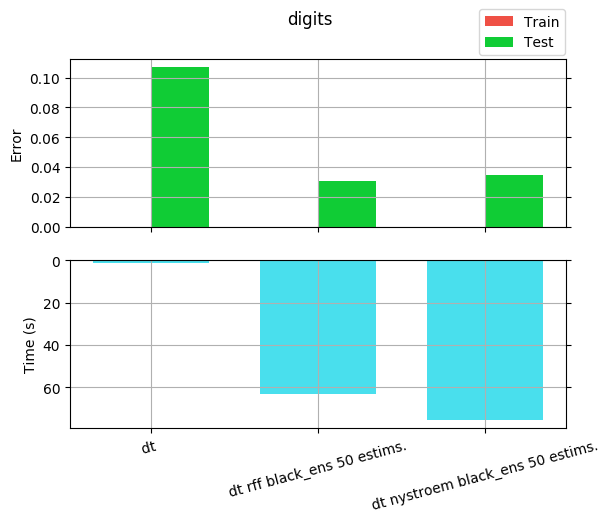 digits
Train
Test
0.10
0.08
0.06
0.04
0.02
0.00
Error
0
20
40
60
Time (s)
dt
dt rff black_ens 50 estims.
dt nystroem black_ens 50 estims.